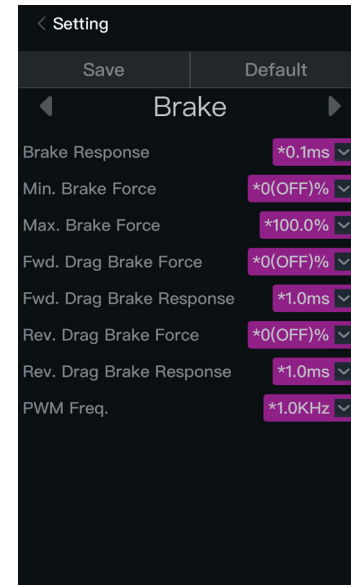 Setting
Save Default
Brake
Brake Response *0.1ms
Min. Brake Force *0(OFF)%
Max. Brake Force *100.0%
Fwd. Drag Brake Force *0(OFF)%
Fwd. Drag Brake Response *1.0ms
Rev. Drag Brake Force *0(OFF)%
Rev. Drag Brake Response *1.0ms
PWM Freq. *1.0KHz